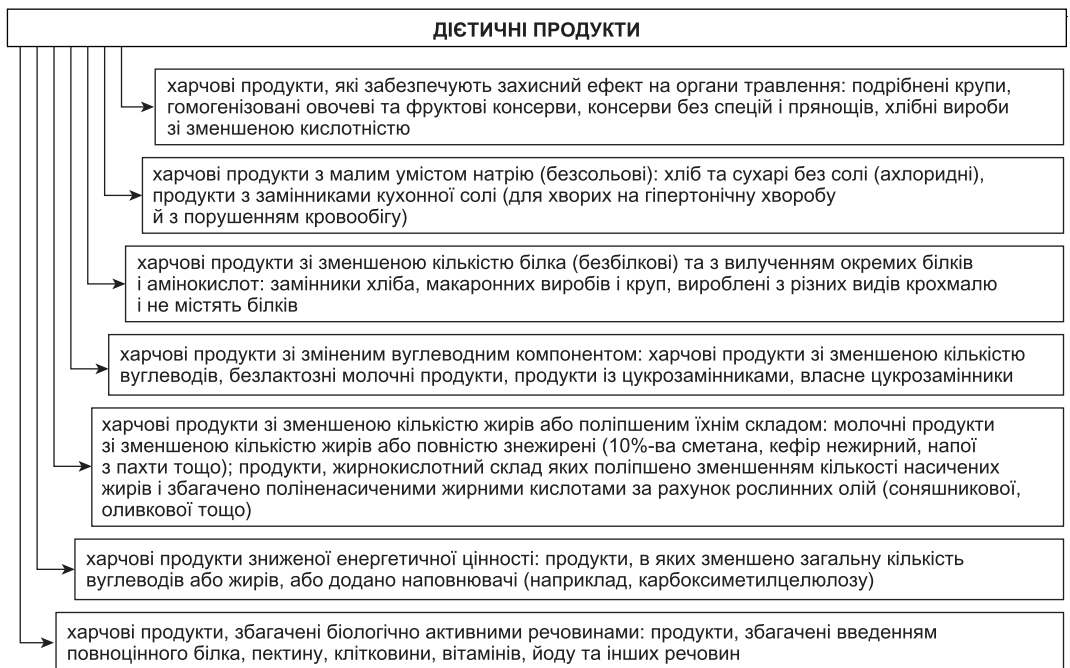 ДІЄТИЧНІ ПРОДУКТИ
харчові продукти, які забезпечують захисний ефект на органи травлення: подрібнені крупи,
гомогенізовані овочеві та фруктові консерви, консерви без спецій і прянощів, хлібні вироби
зі зменшеною кислотністю
харчові продукти з малим умістом натрію (безсольові): хліб та сухарі без солі (ахлоридні),
продукти з замінниками кухонної солі (для хворих на гіпертонічну хворобу
й з порушенням кровообігу)
харчові продукти зі зменшеною кількістю білка (безбілкові) та з вилученням окремих білків
і амінокислот: замінники хліба, макаронних виробів і круп, вироблені з різних видів крохмалю
і не містять білків
харчові продукти зі зміненим вуглеводним компонентом: харчові продукти зі зменшеною кількістю
вуглеводів, безлактозні молочні продукти, продукти із цукрозамінниками, власне цукрозамінники
харчові продукти зі зменшеною кількістю жирів або поліпшеним їхнім складом: молочні продукти
зі зменшеною кількістю жирів або повністю знежирені (10%-ва сметана, кефір нежирний, напої
з пахти тощо); продукти, жирнокислотний склад яких поліпшено зменшенням кількості насичених
жирів і збагачено поліненасиченими жирними кислотами за рахунок рослинних олій (соняшникової,
оливкової тощо)
харчові продукти зниженої енергетичної цінності: продукти, в яких зменшено загальну кількість
вуглеводів або жирів, або додано наповнювачі (наприклад, карбоксиметилцелюлозу)
харчові продукти, збагачені біологічно активними речовинами: продукти, збагачені введенням
повноцінного білка, пектину, клітковини, вітамінів, йоду та інших речовин